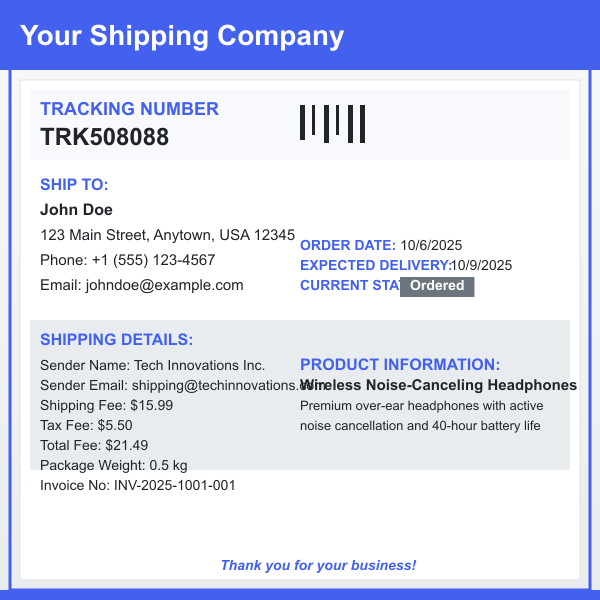 Your Shipping Company
TRACKING NUMBER
TRK508088
SHIP TO:
John Doe
123 Main Street, Anytown, USA 12345
Phone: +1 (555) 123-4567
Email: johndoe@example.com
ORDER DATE: 10/6/2025
EXPECTED DELIVERY: 10/9/2025
CURRENT STAT Ordered
SHIPPING DETAILS:
Sender Name: Tech Innovations Inc.
Sender Email: shipping@techinnovations.com
Shipping Fee: $15.99
Tax Fee: $5.50
Total Fee: $21.49
Package Weight: 0.5 kg
Invoice No: INV-2025-1001-001
PRODUCT INFORMATION:
Wireless Noise-Canceling Headphones
Premium over-ear headphones with active
noise cancellation and 40-hour battery life
Thank you for your business!